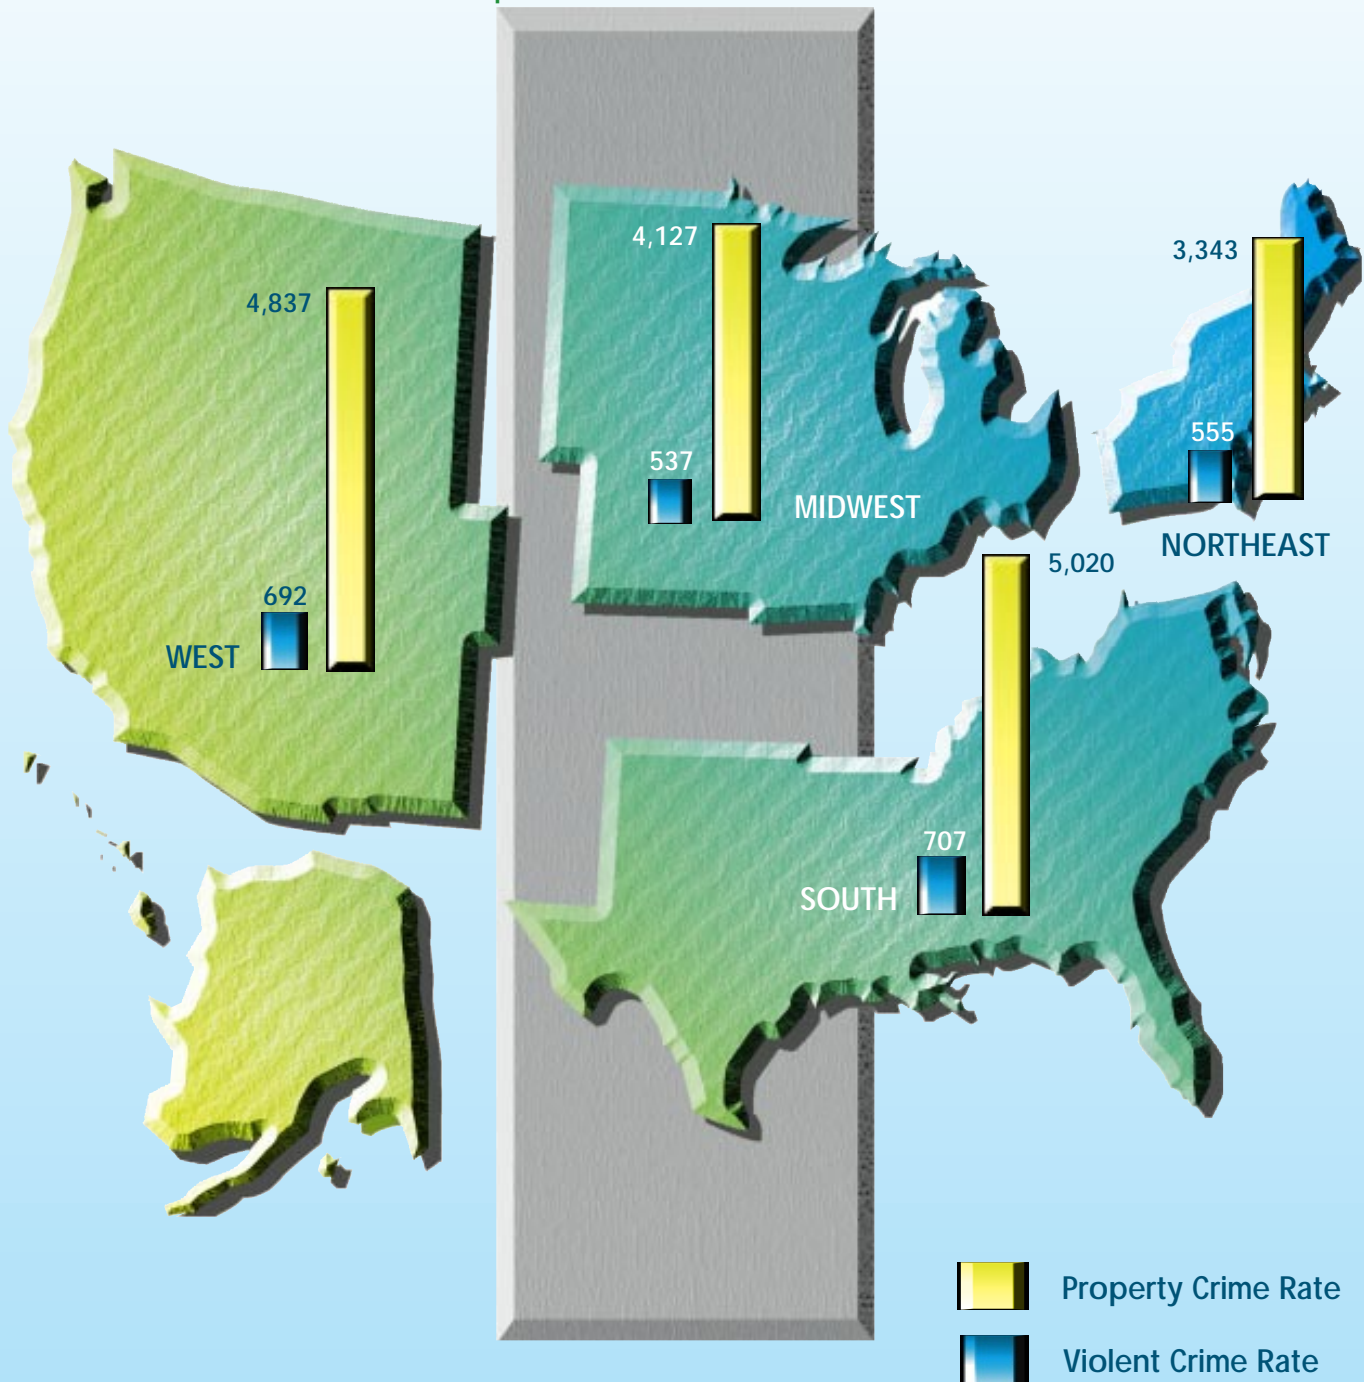 4,837
692
WEST
4,127
537
MIDWEST
3,343
555
NORTHEAST
5,020
707
SOUTH
Property Crime Rate
Violent Crime Rate